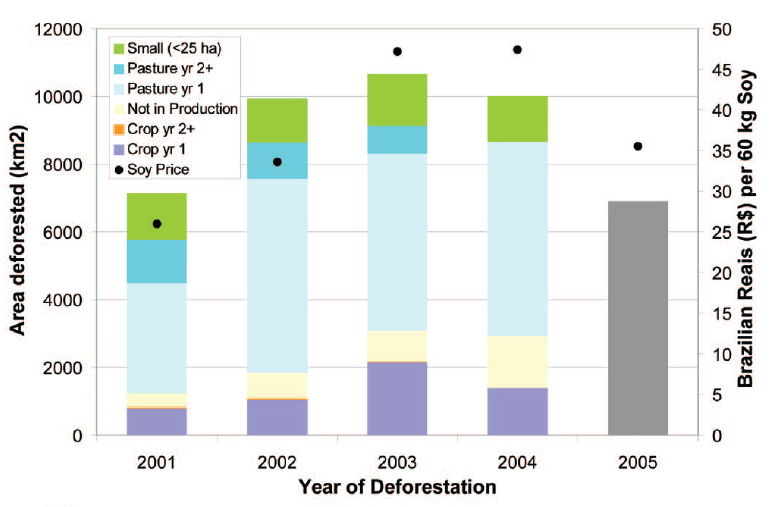 12000
10000
8000
6000
4000
2000
0
Area deforested (km2)
Small (<25 ha)
Pasture yr 2+
Pasture yr 1
Not in Production
Crop yr 2+
Crop yr 1
Soy Price
50
45
40
35
30
25
20
15
10
5
0
Brazilian Reais (R$) per 60 kg Soy
2001 2002 2003 2004 2005
Year of Deforestation